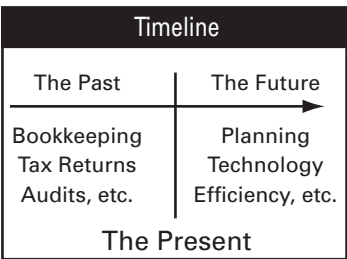 Timeline
The Past The Future
Bookkeeping Planning
Tax Returns Technology
Audits, etc. Efficiency, etc.
The Present